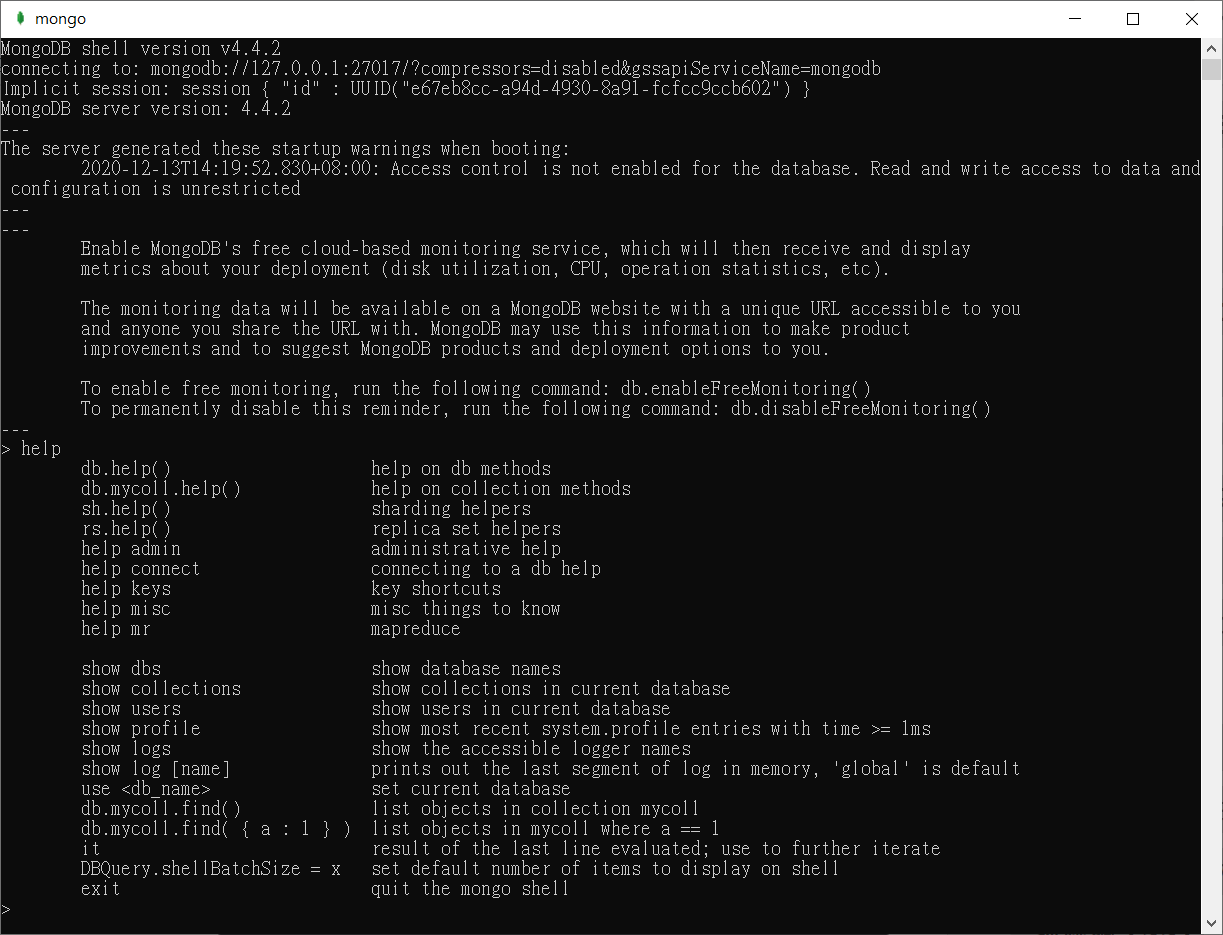 mongo
MongoDB shell version v4.4.2
connecting to: mongodb://127.0.0.1:27017/?compressors=disabled&gssapiServiceName=mongodb
Implicit session: session { "id" : UUID("e67eb8cc-a94d-4930-8a91-fcfcc9ccb602") }
MongoDB server version: 4.4.2
---
The server generated these startup warnings when booting:
        2020-12-13T14:19:52.830+08:00: Access control is not enabled for the database. Read and write access to data and
 configuration is unrestricted
---
---
        Enable MongoDB's free cloud-based monitoring service, which will then receive and display
        metrics about your deployment (disk utilization, CPU, operation statistics, etc).

        The monitoring data will be available on a MongoDB website with a unique URL accessible to you
        and anyone you share the URL with. MongoDB may use this information to make product
        improvements and to suggest MongoDB products and deployment options to you.

        To enable free monitoring, run the following command: db.enableFreeMonitoring()
        To permanently disable this reminder, run the following command: db.disableFreeMonitoring()
---
> help
        db.help()                    help on db methods
        db.mycoll.help()             help on collection methods
        sh.help()                    sharding helpers
        rs.help()                    replica set helpers
        help admin                   administrative help
        help connect                 connecting to a db help
        help keys                    key shortcuts
        help misc                    misc things to know
        help mr                      mapreduce

        show dbs                     show database names
        show collections             show collections in current database
        show users                   show users in current database
        show profile                 show most recent system.profile entries with time >= 1ms
        show logs                    show the accessible logger names
        show log [name]              prints out the last segment of log in memory, 'global' is default
        use <db_name>                set current database
        db.mycoll.find()             list objects in collection mycoll
        db.mycoll.find( { a : 1 } )  list objects in mycoll where a == 1
        it                           result of the last line evaluated; use to further iterate
        DBQuery.shellBatchSize = x   set default number of items to display on shell
        exit                         quit the mongo shell
>